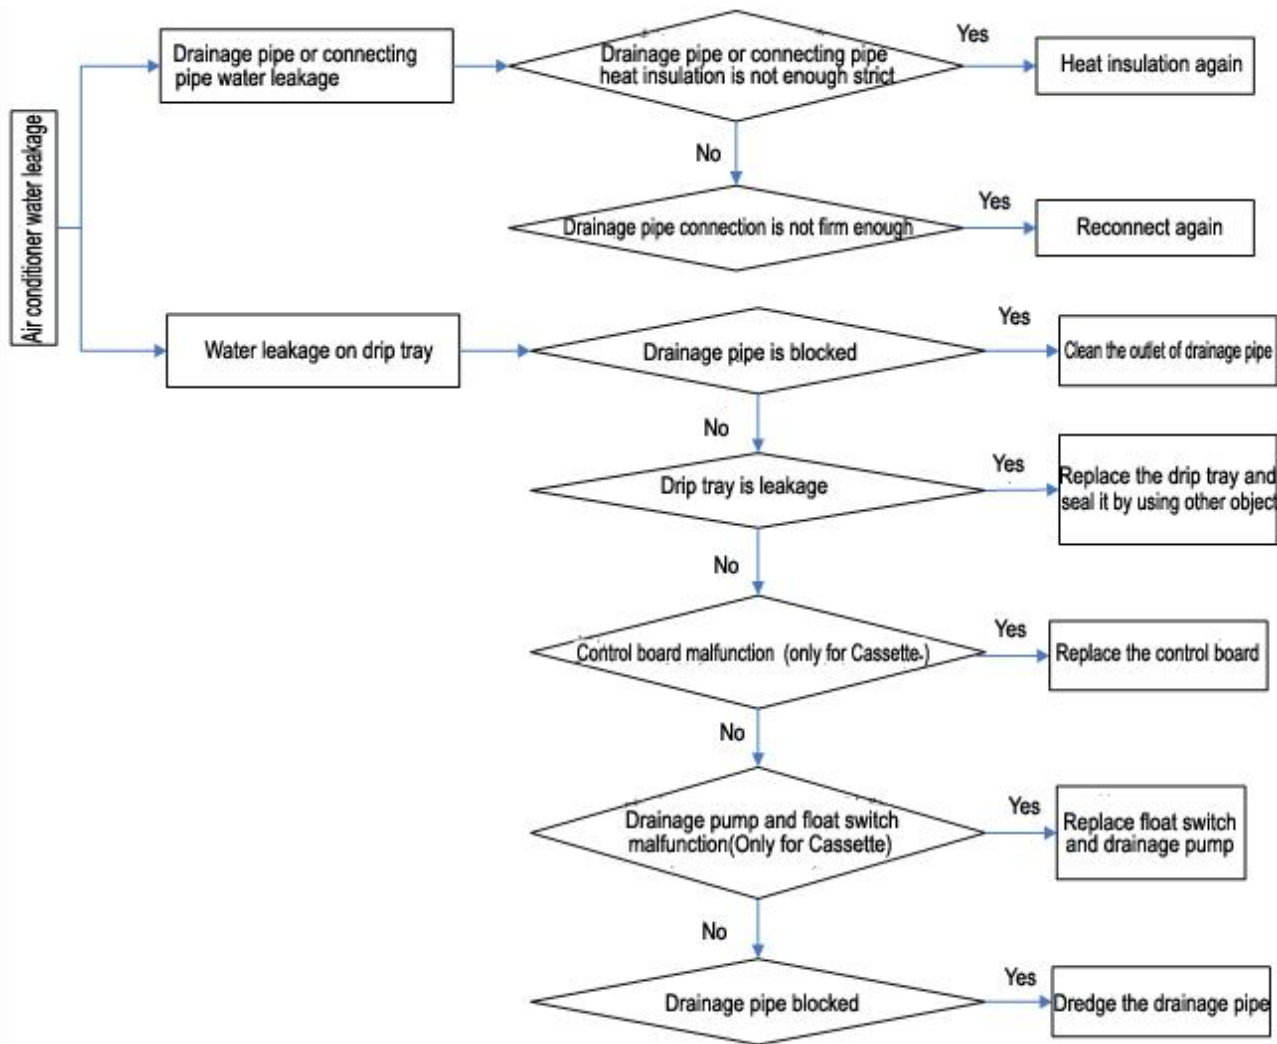 Air conditioner water leakage
Drainage pipe or connecting
pipe water leakage
Drainage pipe or connecting pipe
heat insulation is not enough strict
Yes
Heat insulation again
No
Drainage pipe connection is not firm enough
Yes
Reconnect again
Water leakage on drip tray
Drainage pipe is blocked
Yes
Clean the outlet of drainage pipe
No
Drip tray is leakage
Yes
Replace the drip tray and
seal it by using other object
No
Control board malfunction (only for Cassette.)
Yes
Replace the control board
No
Drainage pump and float switch
malfunction(Only for Cassette)
Yes
Replace float switch
and drainage pump
No
Drainage pipe blocked
Yes
Dredge the drainage pipe